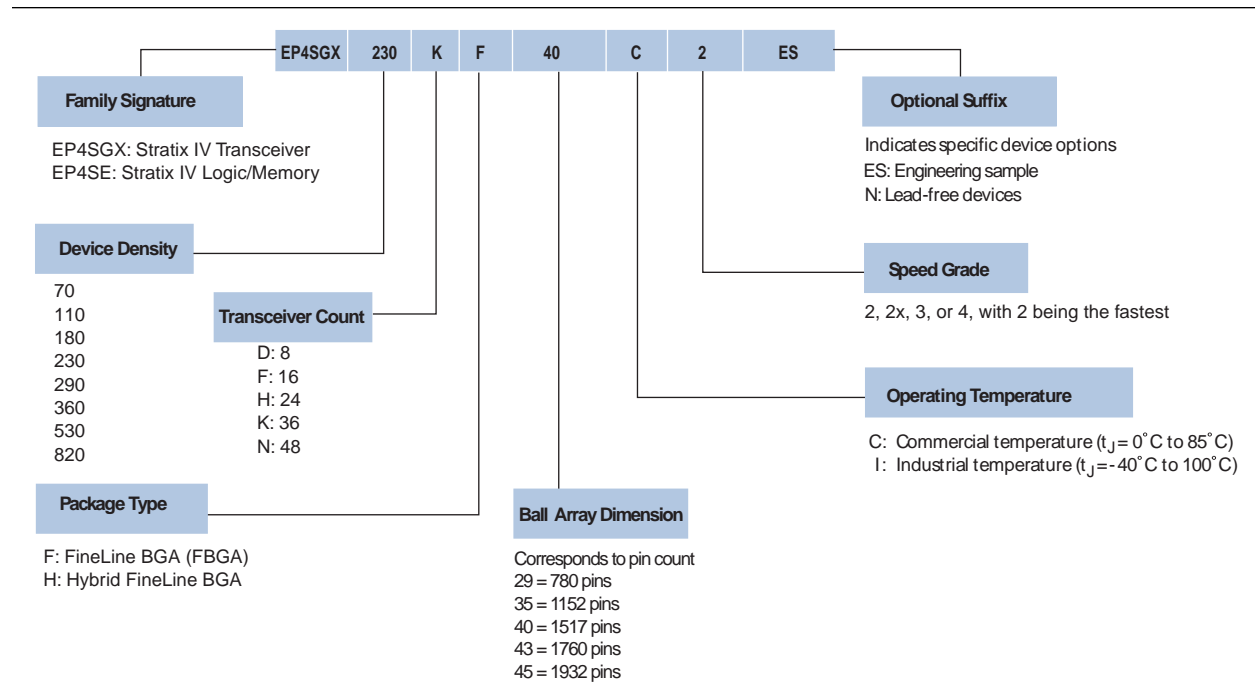 EP4SGX 230 K F 40 C 2 ES
Family Signature
EP4SGX: Stratix IV Transceiver
EP4SE: Stratix IV Logic/Memory
Optional Suffix
Indicates specific device options
ES: Engineering sample
N: Lead-free devices
Device Density
70
110
180
230
290
360
530
820
Transceiver Count
D: 8
F: 16
H: 24
K: 36
N: 48
Speed Grade
2, 2x, 3, or 4, with 2 being the fastest
Operating Temperature
C: Commercial temperature (tJ = 0˚C to 85˚C)
I: Industrial temperature (tJ = -40˚C to 100˚C)
Package Type
F: FineLine BGA (FBGA)
H: Hybrid FineLine BGA
Ball Array Dimension
Corresponds to pin count
29 = 780 pins
35 = 1152 pins
40 = 1517 pins
43 = 1760 pins
45 = 1932 pins